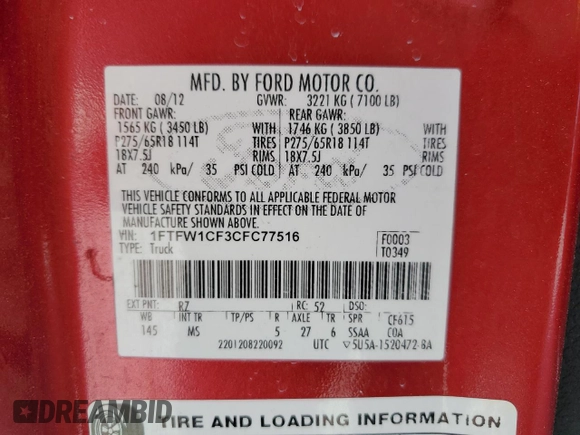 MFD. BY FORD MOTOR CO.
DATE: 08/12 GVWR: 3221 KG ( 7100 LB)
FRONT GAWR: REAR GAWR:
1565 KG ( 3450 LB) WITH 1746 KG ( 3850 LB) WITH
P275/65R18 114T TIRES P275/65R18 114T TIRES
18X7.5J RIMS 18X7.5J RIMS
AT 240 kPa/ 35 PSI COLD AT 240 kPa/ 35 PSI COLD
THIS VEHICLE CONFORMS TO ALL APPLICABLE FEDERAL MOTOR
VEHICLE SAFETY STANDARDS IN EFFECT ON THE DATE OF
MANUFACTURE SHOWN ABOVE.
VIN: 1FTFW1CF3CFC77516 F0003
TYPE: Truck T0349
EXT PNT: R7 RC: 52 DSO:
WB INT TR TP/PS R AXLE TR SPR CF615
145 MS 5 27 6 SSAA COA
2201208220092 UTC 5U5A-1520472-BA
TIRE AND LOADING INFORMATION
DREAMBID